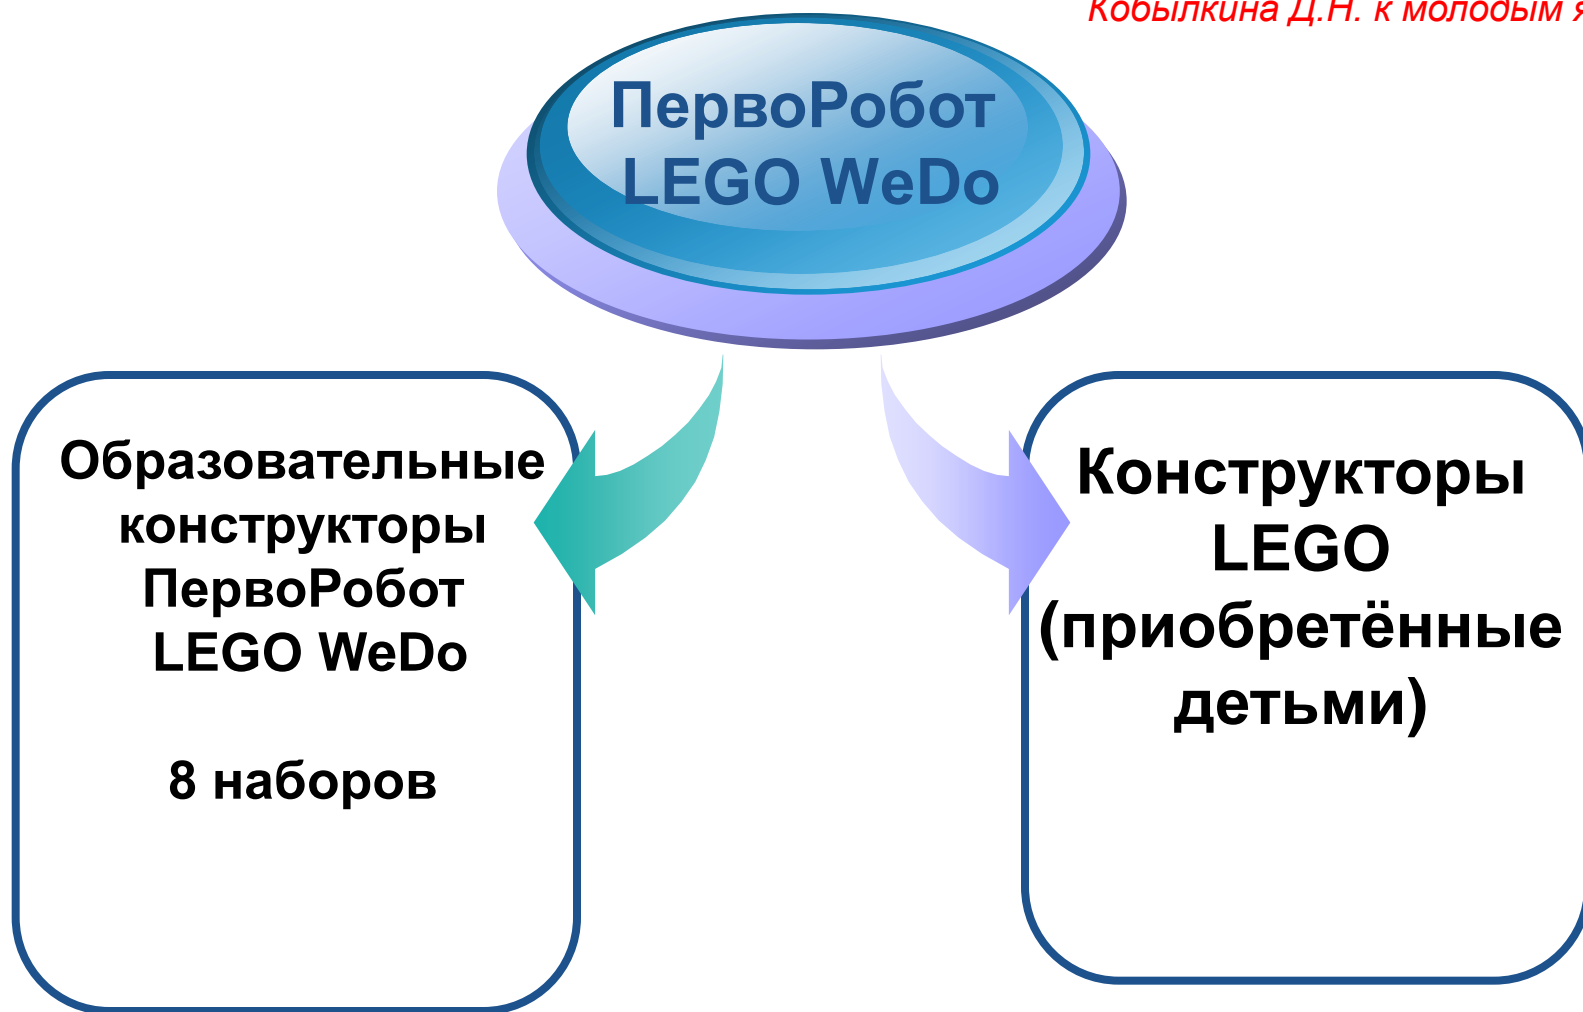 Кобылкина Д.Н. к молодым
ПервоРобот
LEGO WeDo
Образовательные
конструкторы
ПервоРобот
LEGO WeDo
8 наборов
Конструкторы
LEGO
(приобретённые
детьми)